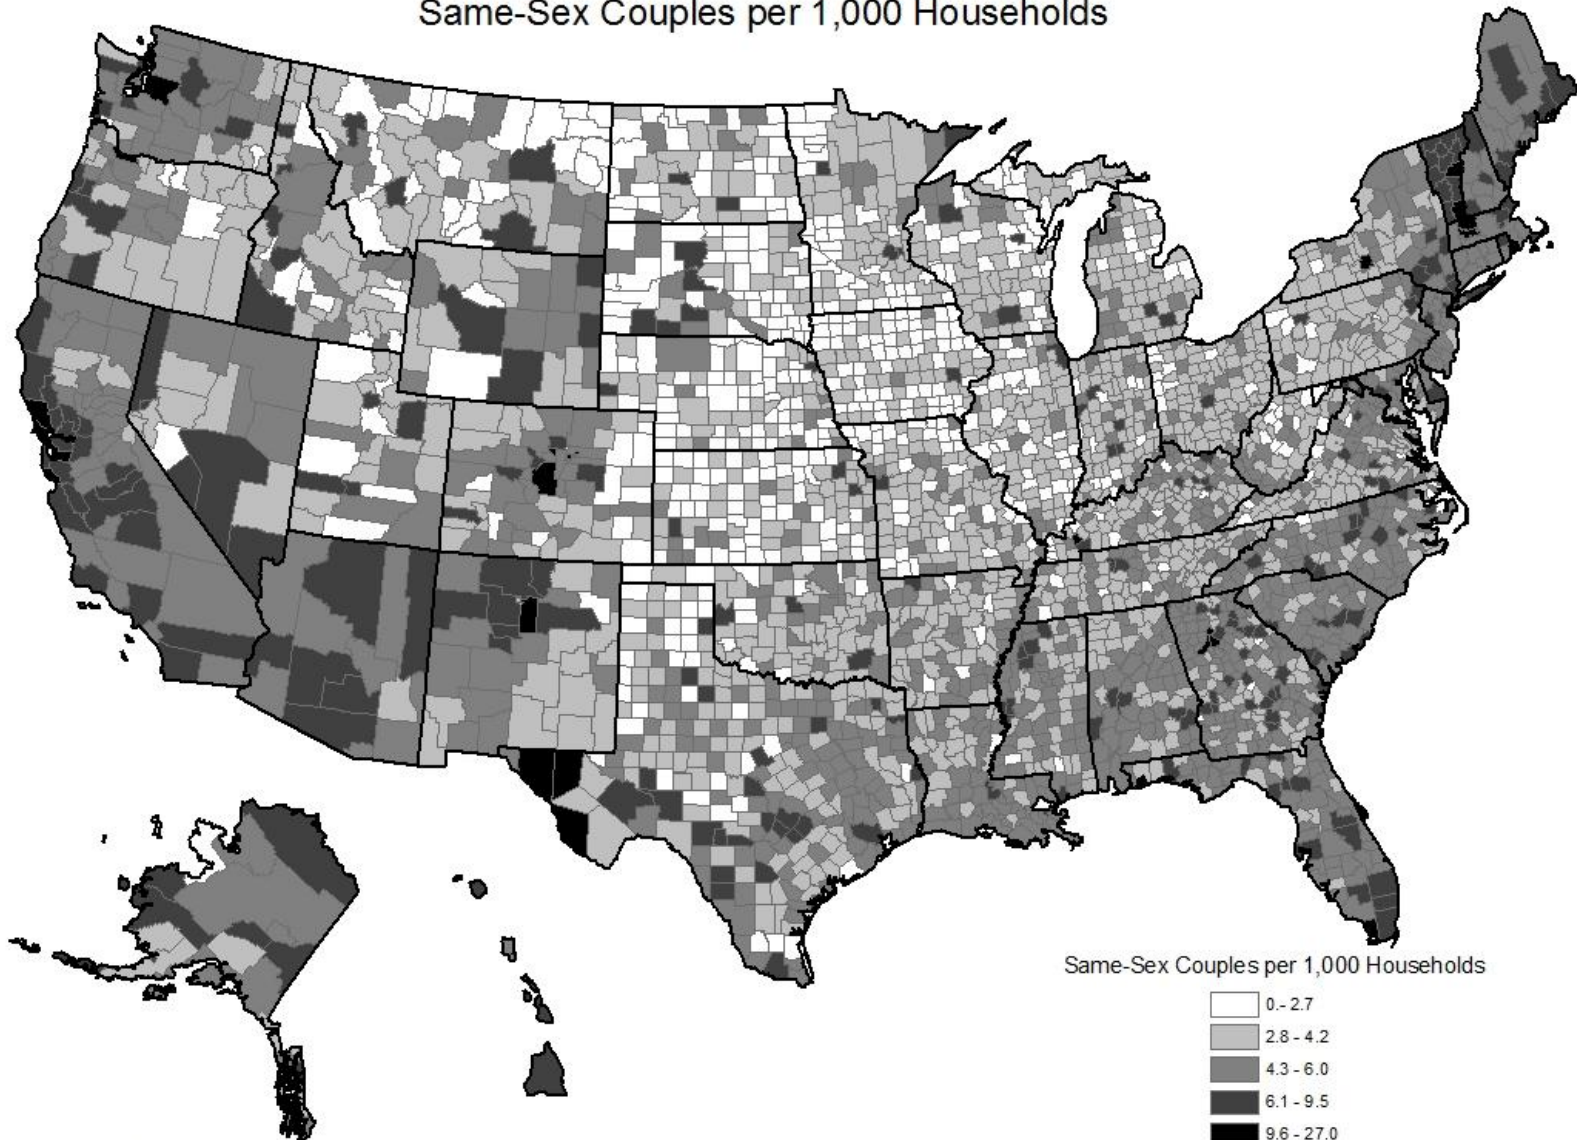 Same-Sex Couples per 1,000 Households
Same-Sex Couples per 1,000 Households
0.- 2.7
2.8 - 4.2
4.3 - 6.0
6.1 - 9.5
9.6 - 27.0